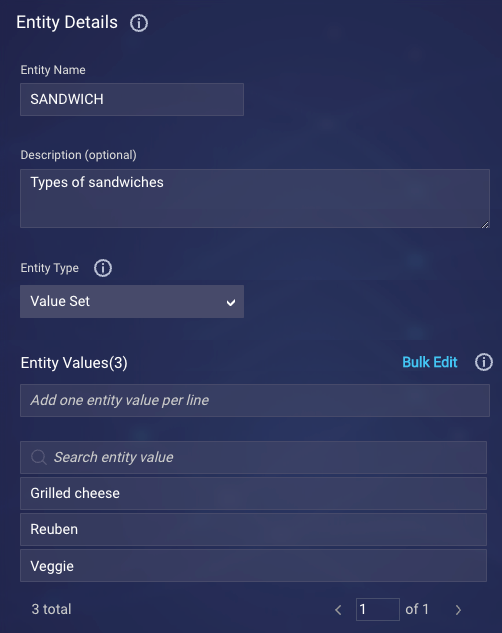 Entity Details
Entity Name
SANDWICH
Description (optional)
Types of sandwiches
Entity Type
Value Set
Entity Values(3)
Bulk Edit
Add one entity value per line
Search entity value
Grilled cheese
Reuben
Veggie
3 total
1 of 1